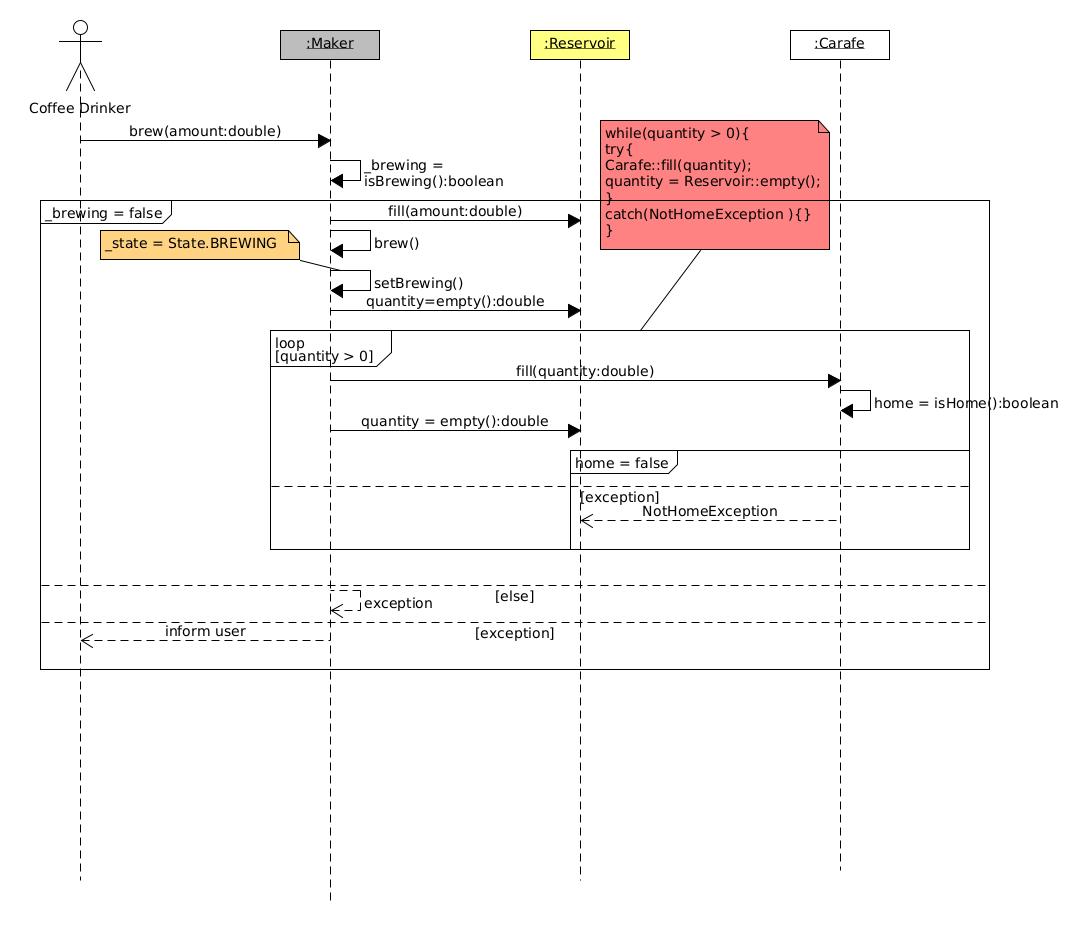 :Maker
:Reservoir
:Carafe
Coffee Drinker
brew(amount:double)
_brewing =
isBrewing():boolean
while(quantity > 0){
try{
Carafe::fill(quantity);
quantity = Reservoir::empty();
}
catch(NotHomeException ){}
}
_brewing = false
fill(amount:double)
_state = State.BREWING
brew()
setBrewing()
quantity=empty():double
loop
[quantity > 0]
fill(quantity:double)
home = isHome():boolean
quantity = empty():double
home = false
[exception]
NotHomeException
[else]
exception
inform user
[exception]